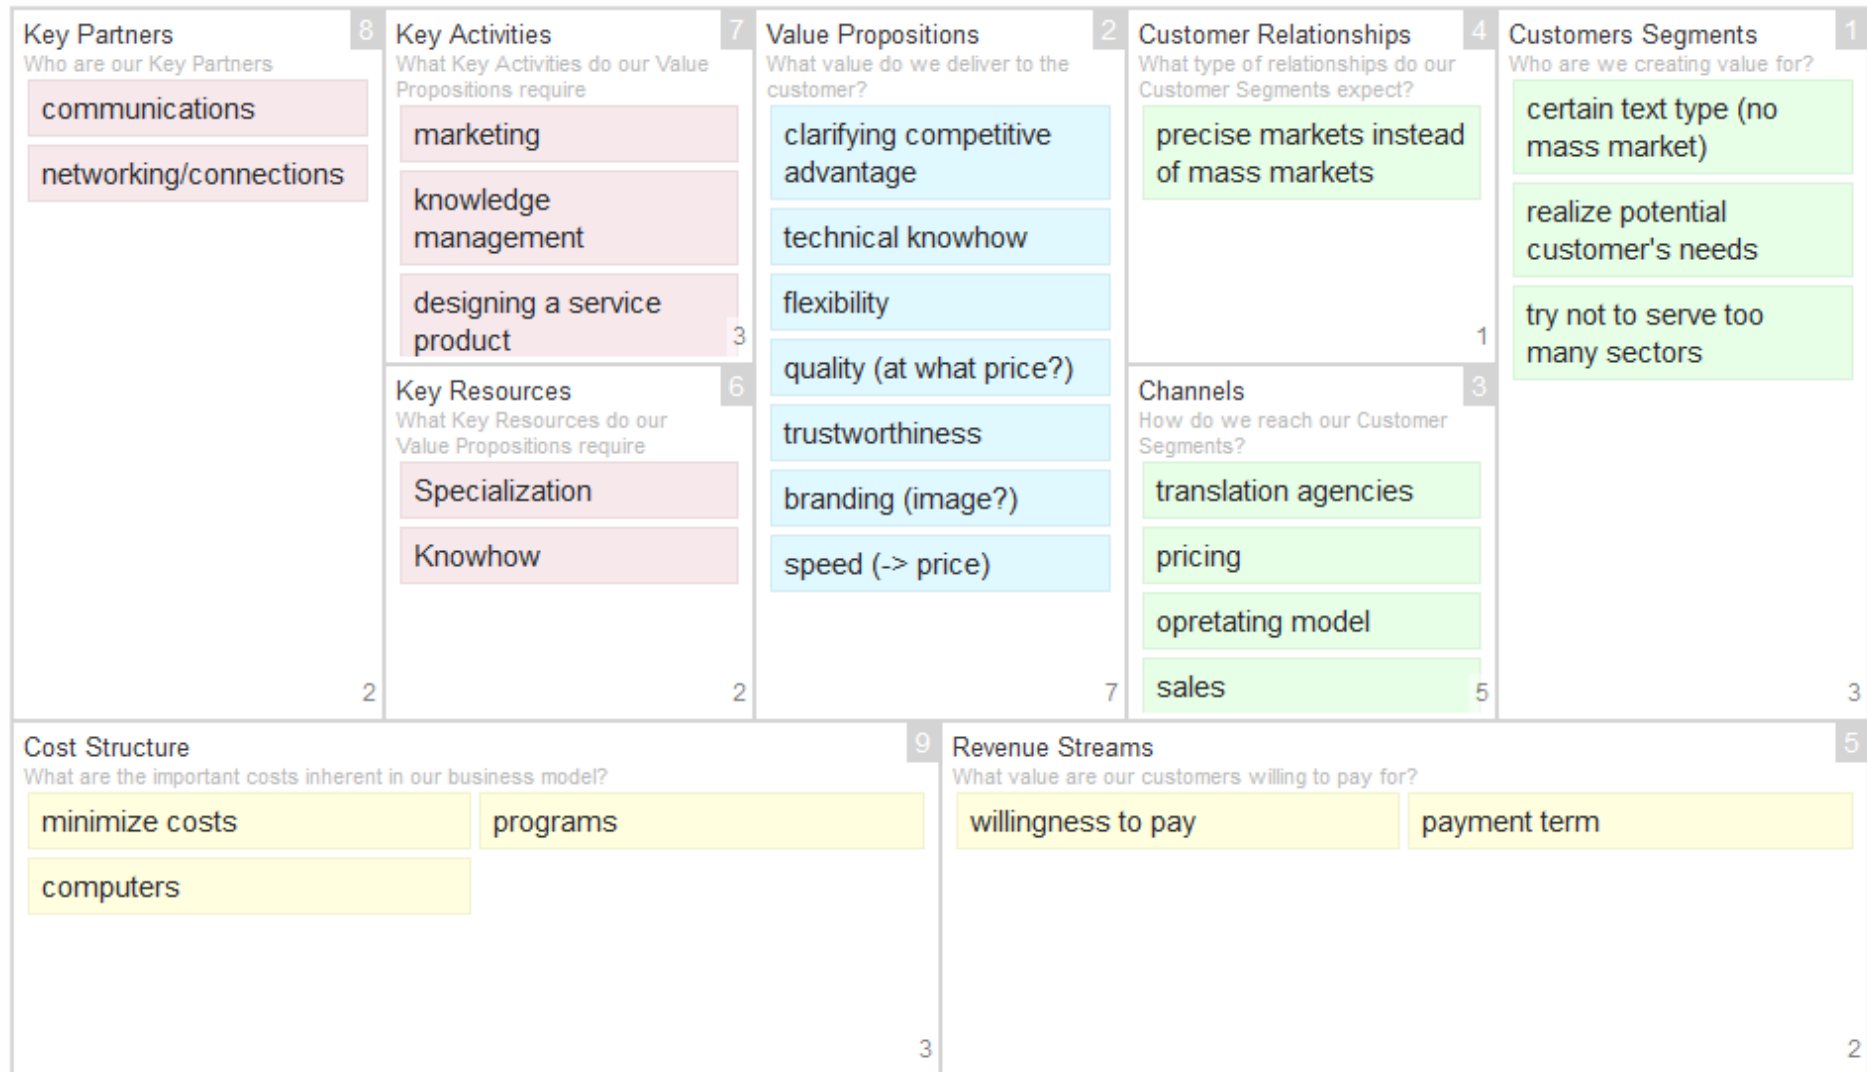 Key Partners
8
Who are our Key Partners
communications
networking/connections
2
Key Activities
7
What Key Activities do our Value
Propositions require
marketing
knowledge
management
designing a service
product
3
Key Resources
6
What Key Resources do our
Value Propositions require
Specialization
Knowhow
2
Value Propositions
2
What value do we deliver to the
customer?
clarifying competitive
advantage
technical knowhow
flexibility
quality (at what price?)
trustworthiness
branding (image?)
speed (-> price)
7
Customer Relationships
4
What type of relationships do our
Customer Segments expect?
precise markets instead
of mass markets
1
Channels
3
How do we reach our Customer
Segments?
translation agencies
pricing
opretating model
sales
5
Customers Segments
1
Who are we creating value for?
certain text type (no
mass market)
realize potential
customer's needs
try not to serve too
many sectors
3
Cost Structure
9
What are the important costs inherent in our business model?
minimize costs
programs
computers
3
Revenue Streams
5
What value are our customers willing to pay for?
willingness to pay
payment term
2